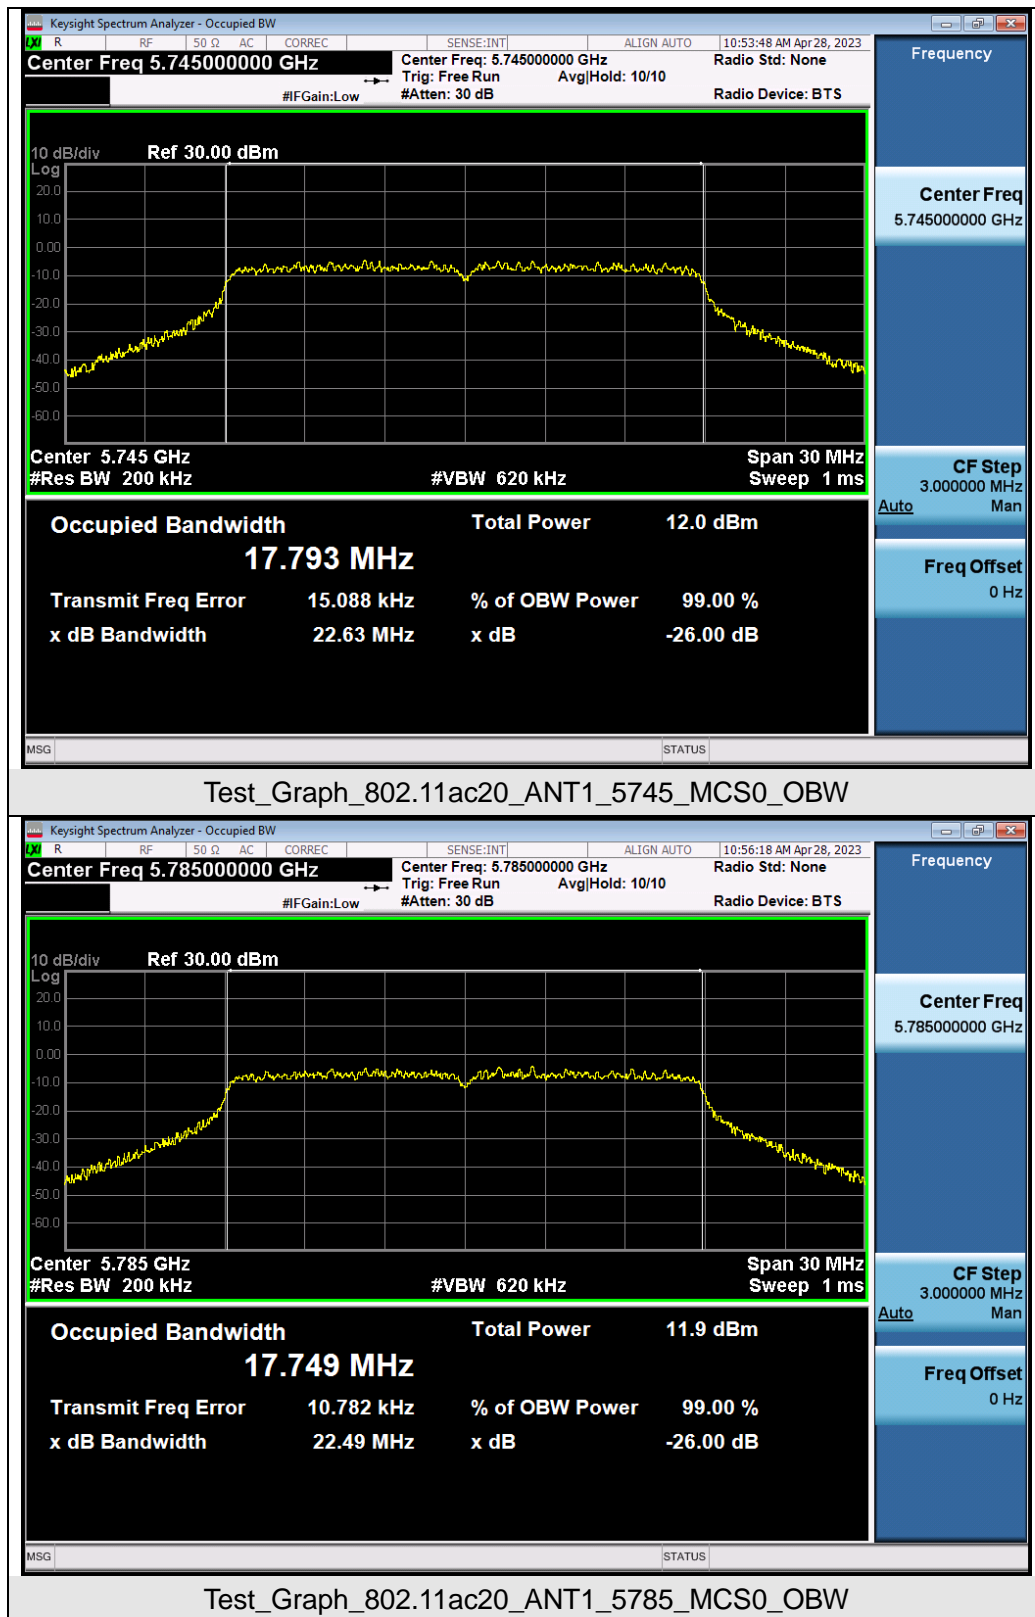 Keysight Spectrum Analyzer - Occupied BW
LXI R RF 50 Ω AC CORREC SENSE:INT ALIGN AUTO 10:53:48 AM Apr 28, 2023
Center Freq 5.745000000 GHz
Center Freq: 5.745000000 GHz
Radio Std: None
Trig: Free Run Avg|Hold: 10/10
#IFGain:Low
#Atten: 30 dB
Radio Device: BTS
Frequency
10 dB/div Ref 30.00 dBm
Log
20.0
10.0
0.00
-10.0
-20.0
-30.0
-40.0
-50.0
-60.0
Center 5.745 GHz
Span 30 MHz
#Res BW 200 kHz
#VBW 620 kHz
Sweep 1 ms
Center Freq
5.745000000 GHz
CF Step
3.000000 MHz
Auto Man
Freq Offset
0 Hz
Occupied Bandwidth
Total Power 12.0 dBm
17.793 MHz
Transmit Freq Error 15.088 kHz % of OBW Power 99.00 %
x dB Bandwidth 22.63 MHz x dB -26.00 dB
MSG STATUS
Test_Graph_802.11ac20_ANT1_5745_MCS0_OBW
Keysight Spectrum Analyzer - Occupied BW
LXI R RF 50 Ω AC CORREC SENSE:INT ALIGN AUTO 10:56:18 AM Apr 28, 2023
Center Freq 5.785000000 GHz
Center Freq: 5.785000000 GHz
Radio Std: None
Trig: Free Run Avg|Hold: 10/10
#IFGain:Low
#Atten: 30 dB
Radio Device: BTS
Frequency
10 dB/div Ref 30.00 dBm
Log
20.0
10.0
0.00
-10.0
-20.0
-30.0
-40.0
-50.0
-60.0
Center 5.785 GHz
Span 30 MHz
#Res BW 200 kHz
#VBW 620 kHz
Sweep 1 ms
Center Freq
5.785000000 GHz
CF Step
3.000000 MHz
Auto Man
Freq Offset
0 Hz
Occupied Bandwidth
Total Power 11.9 dBm
17.749 MHz
Transmit Freq Error 10.782 kHz % of OBW Power 99.00 %
x dB Bandwidth 22.49 MHz x dB -26.00 dB
MSG STATUS
Test_Graph_802.11ac20_ANT1_5785_MCS0_OBW